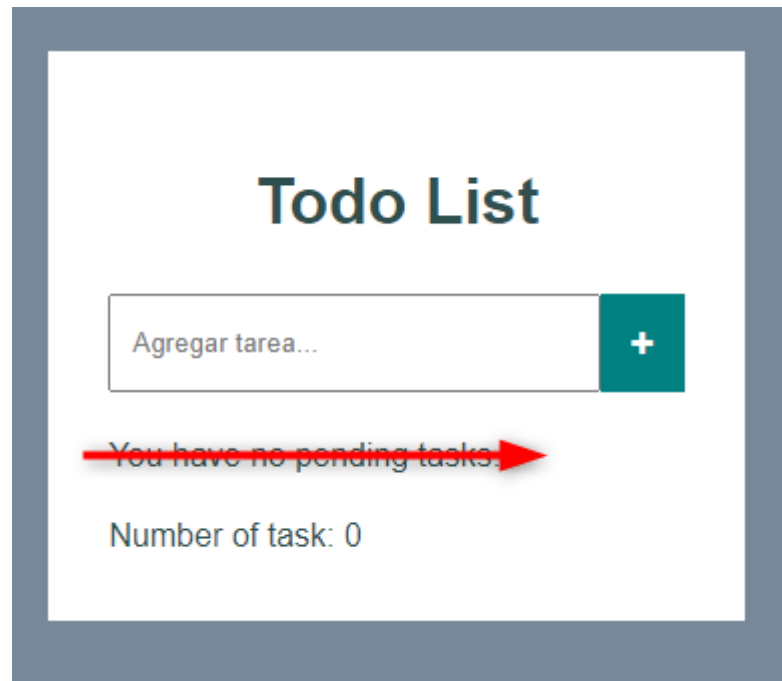 Todo List
Agregar tarea...
+
You have no pending tasks.
Number of task: 0